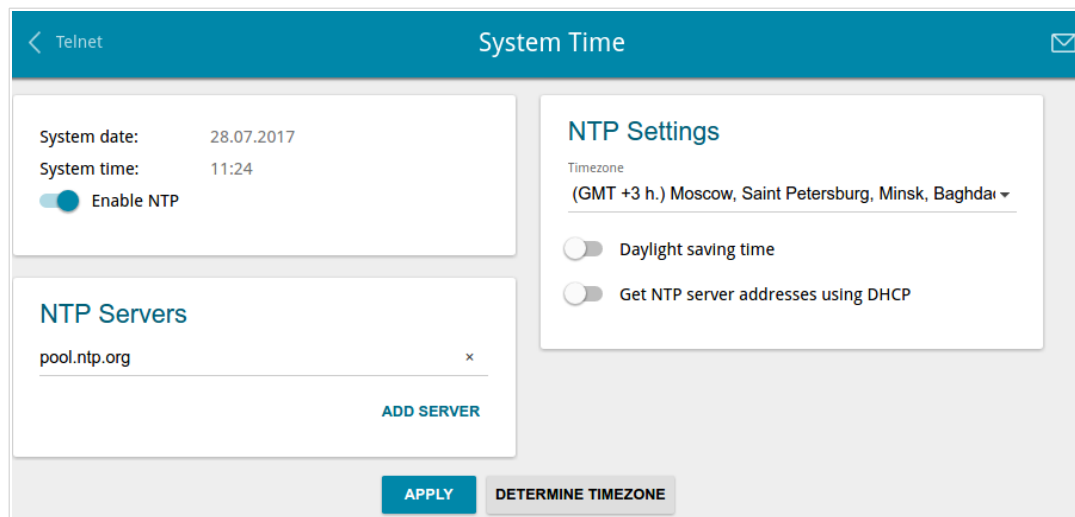 Telnet
System Time
System date: 28.07.2017
System time: 11:24
Enable NTP
NTP Servers
pool.ntp.org ×
ADD SERVER
NTP Settings
Timezone
(GMT +3 h.) Moscow, Saint Petersburg, Minsk, Baghda
Daylight saving time
Get NTP server addresses using DHCP
APPLY
DETERMINE TIMEZONE